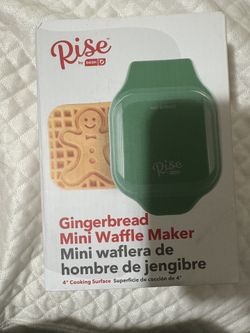 Rise
by DASH
Rise
Gingerbread
Mini Waffle Maker
Mini waflera de
hombre de jengibre
4" Cooking Surface Superficie de cocción de 4"